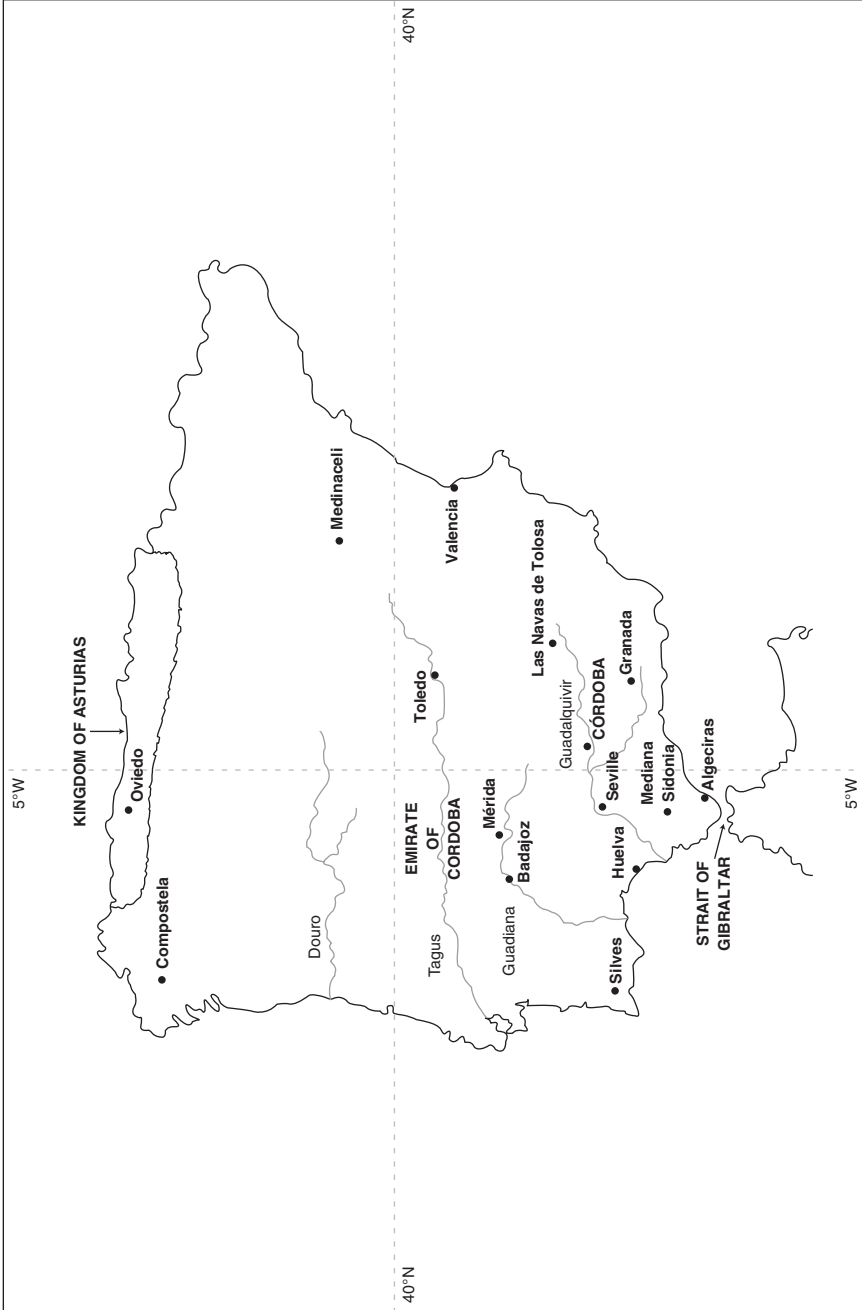 5°W
40°N
KINGDOM OF ASTURIAS
Oviedo
Compostela
Medinaceli
Douro
Valencia
Toledo
EMIRATE
OF
CORDOBA
Tagus
Mérida
Badajoz
Guadiana
Las Navas de Tolosa
Guadalquivir
CÓRDOBA
Granada
Seville
Huelva
Silves
Mediana
Sidonia
Algeciras
STRAIT OF
GIBRALTAR
40°N
5°W